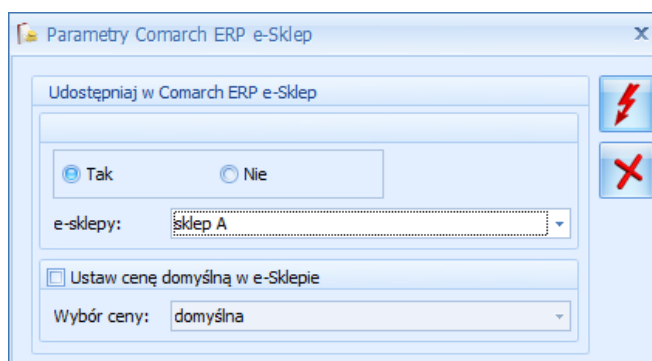 Parametry Comarch ERP e-Sklep
Udostępniaj w Comarch ERP e-Sklep
Tak Nie
e-sklepy: sklep A
Ustaw cenę domyślną w e-Sklepie
Wybór ceny: domyślna